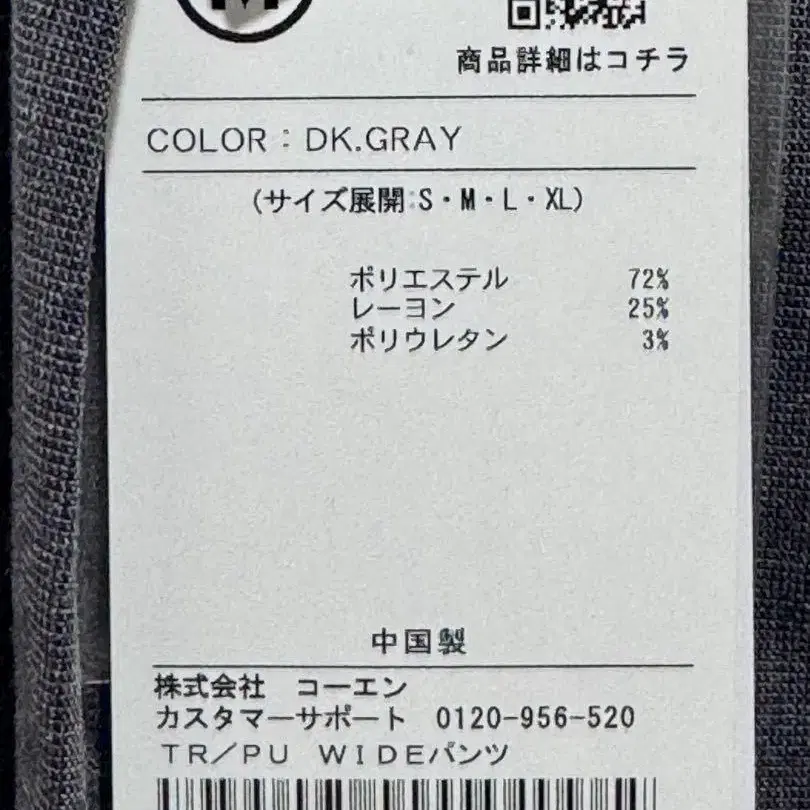 M
商品詳細はコチラ
COLOR：DK.GRAY
(サイズ展開:S・M・L・XL)
ポリエステル 72%
レーヨン 25%
ポリウレタン 3%
中国製
株式会社 コーエン
カスタマーサポート 0120-956-520
ＴＲ／ＰＵ ＷＩＤＥパンツ